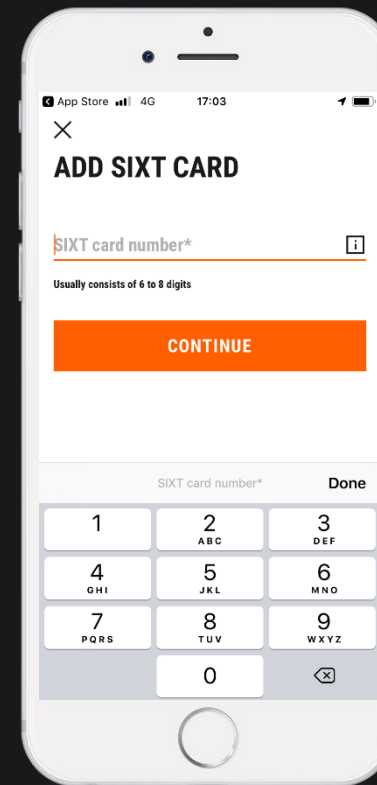 App Store 4G 17:03
ADD SIXT CARD
SIXT card number*
i
Usually consists of 6 to 8 digits
CONTINUE
SIXT card number* Done
1 2 3
ABC DEF
4 5 6
GHI JKL MNO
7 8 9
PQRS TUV WXYZ
0